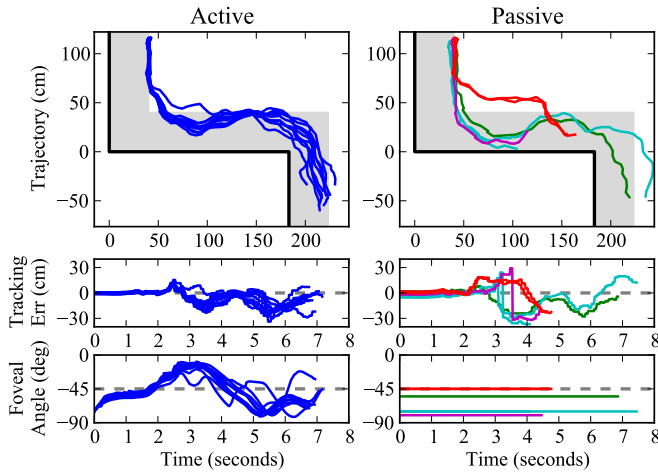 Active
Passive
Trajectory (cm)
100
50
0
−50
0 50 100 150 200
100
50
0
−50
0 50 100 150 200
Tracking
Err (cm)
30
0
−30
0 1 2 3 4 5 6 7 8
30
0
−30
0 1 2 3 4 5 6 7 8
Foveal
Angle (deg)
0
−45
−90
0 1 2 3 4 5 6 7 8
Time (seconds)
0
−45
−90
0 1 2 3 4 5 6 7 8
Time (seconds)